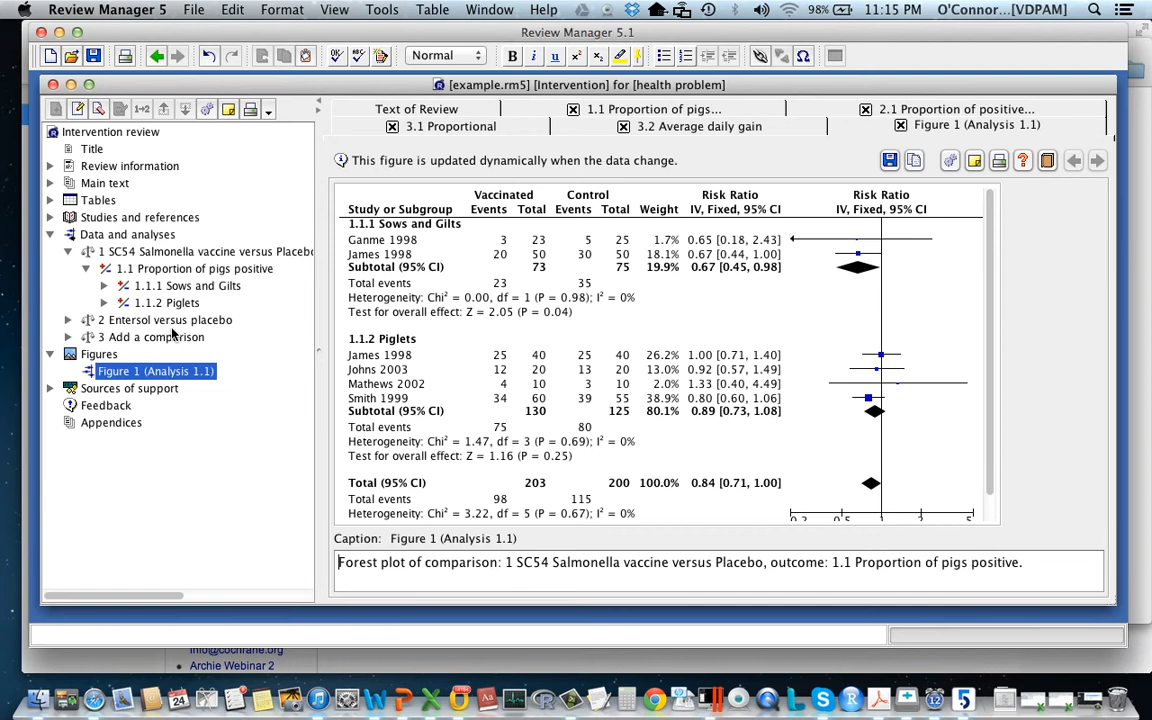 Review Manager 5 File Edit Format View Tools Table Window Help 98% 11:15 PM O'Connor...[VDPAM]
Review Manager 5.1
Normal B i u x₂ x² Ω
[example.rm5] [Intervention] for [health problem]
Text of Review 1.1 Proportion of pigs... 2.1 Proportion of positive...
3.1 Proportional 3.2 Average daily gain Figure 1 (Analysis 1.1)
Intervention review
Title
Review information
Main text
Tables
Studies and references
Data and analyses
1 SC54 Salmonella vaccine versus Placebo
1.1 Proportion of pigs positive
1.1.1 Sows and Gilts
1.1.2 Piglets
2 Entersol versus placebo
3 Add a comparison
Figures
Figure 1 (Analysis 1.1)
Sources of support
Feedback
Appendices
This figure is updated dynamically when the data change.
Vaccinated Control Risk Ratio Risk Ratio
Study or Subgroup Events Total Events Total Weight IV, Fixed, 95% CI IV, Fixed, 95% CI
1.1.1 Sows and Gilts
Ganme 1998 3 23 5 25 1.7% 0.65 [0.18, 2.43]
James 1998 20 50 30 50 18.1% 0.67 [0.44, 1.00]
Subtotal (95% CI) 73 75 19.9% 0.67 [0.45, 0.98]
Total events 23 35
Heterogeneity: Chi² = 0.00, df = 1 (P = 0.98); I² = 0%
Test for overall effect: Z = 2.05 (P = 0.04)
1.1.2 Piglets
James 1998 25 40 25 40 26.2% 1.00 [0.71, 1.40]
Johns 2003 12 20 13 20 12.9% 0.92 [0.57, 1.49]
Mathews 2002 4 10 3 10 2.0% 1.33 [0.40, 4.49]
Smith 1999 34 60 39 55 38.9% 0.80 [0.60, 1.06]
Subtotal (95% CI) 130 125 80.1% 0.89 [0.73, 1.08]
Total events 75 80
Heterogeneity: Chi² = 1.47, df = 3 (P = 0.69); I² = 0%
Test for overall effect: Z = 1.16 (P = 0.25)
Total (95% CI) 203 200 100.0% 0.84 [0.71, 1.00]
Total events 98 115
Heterogeneity: Chi² = 3.22, df = 5 (P = 0.67); I² = 0%
0.2 0.5 1 2 5
Caption: Figure 1 (Analysis 1.1)
Forest plot of comparison: 1 SC54 Salmonella vaccine versus Placebo, outcome: 1.1 Proportion of pigs positive.
info@cochrane.org
Archie Webinar 2